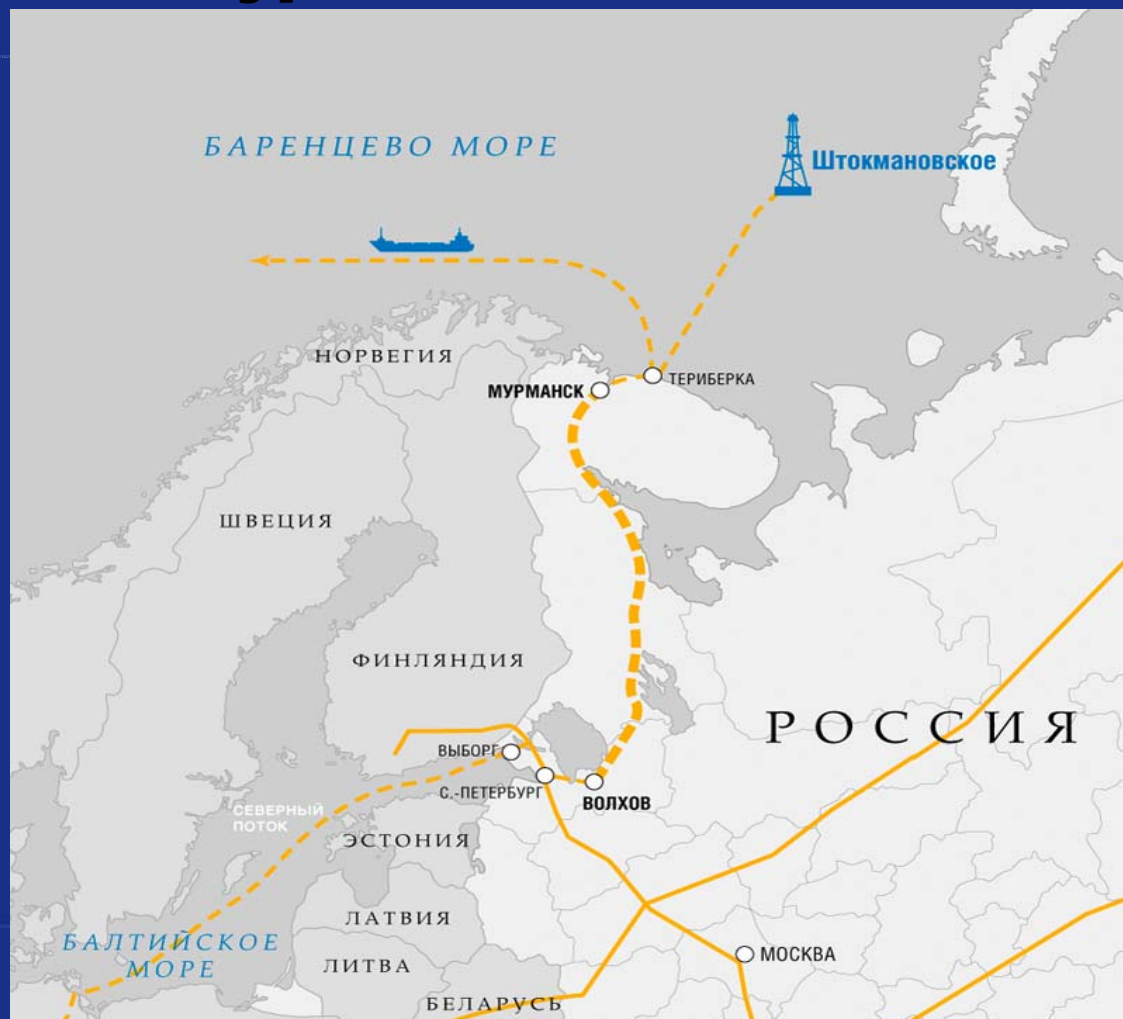 БАРЕНЦЕВО МОРЕ
Штокмановское
НОРВЕГИЯ
ТЕРИБЕРКА
МУРМАНСК
ШВЕЦИЯ
ФИНЛЯНДИЯ
РОССИЯ
ВЫБОРГ
С.-ПЕТЕРБУРГ
ВОЛХОВ
СЕВЕРНЫЙ
ПОТОК
ЭСТОНИЯ
ЛАТВИЯ
БАЛТИЙСКОЕ
МОРЕ
МОСКВА
ЛИТВА
БЕЛАРУСЬ